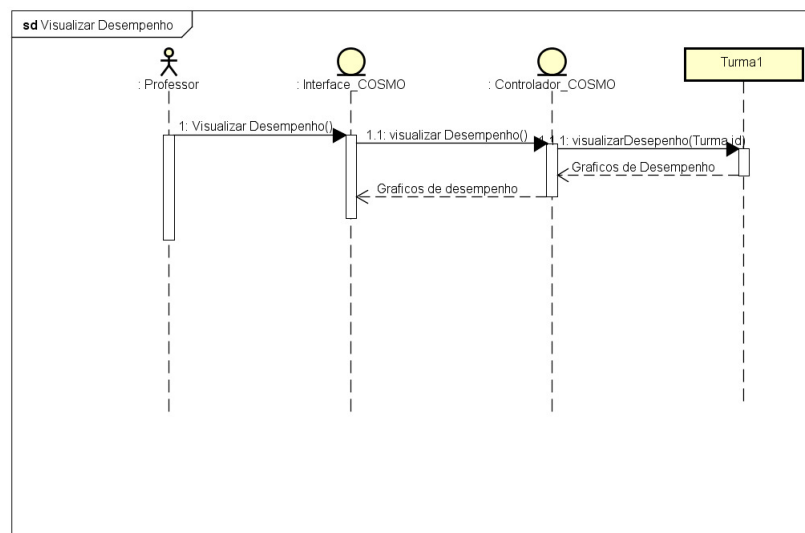 sd Visualizar Desempenho
: Professor
: Interface_COSMO
: Controlador_COSMO
Turma1
1: Visualizar Desempenho()
1.1: visualizar Desempenho()
1.1.1: visualizarDesepenho(Turma.id)
Graficos de Desempenho
Graficos de desempenho